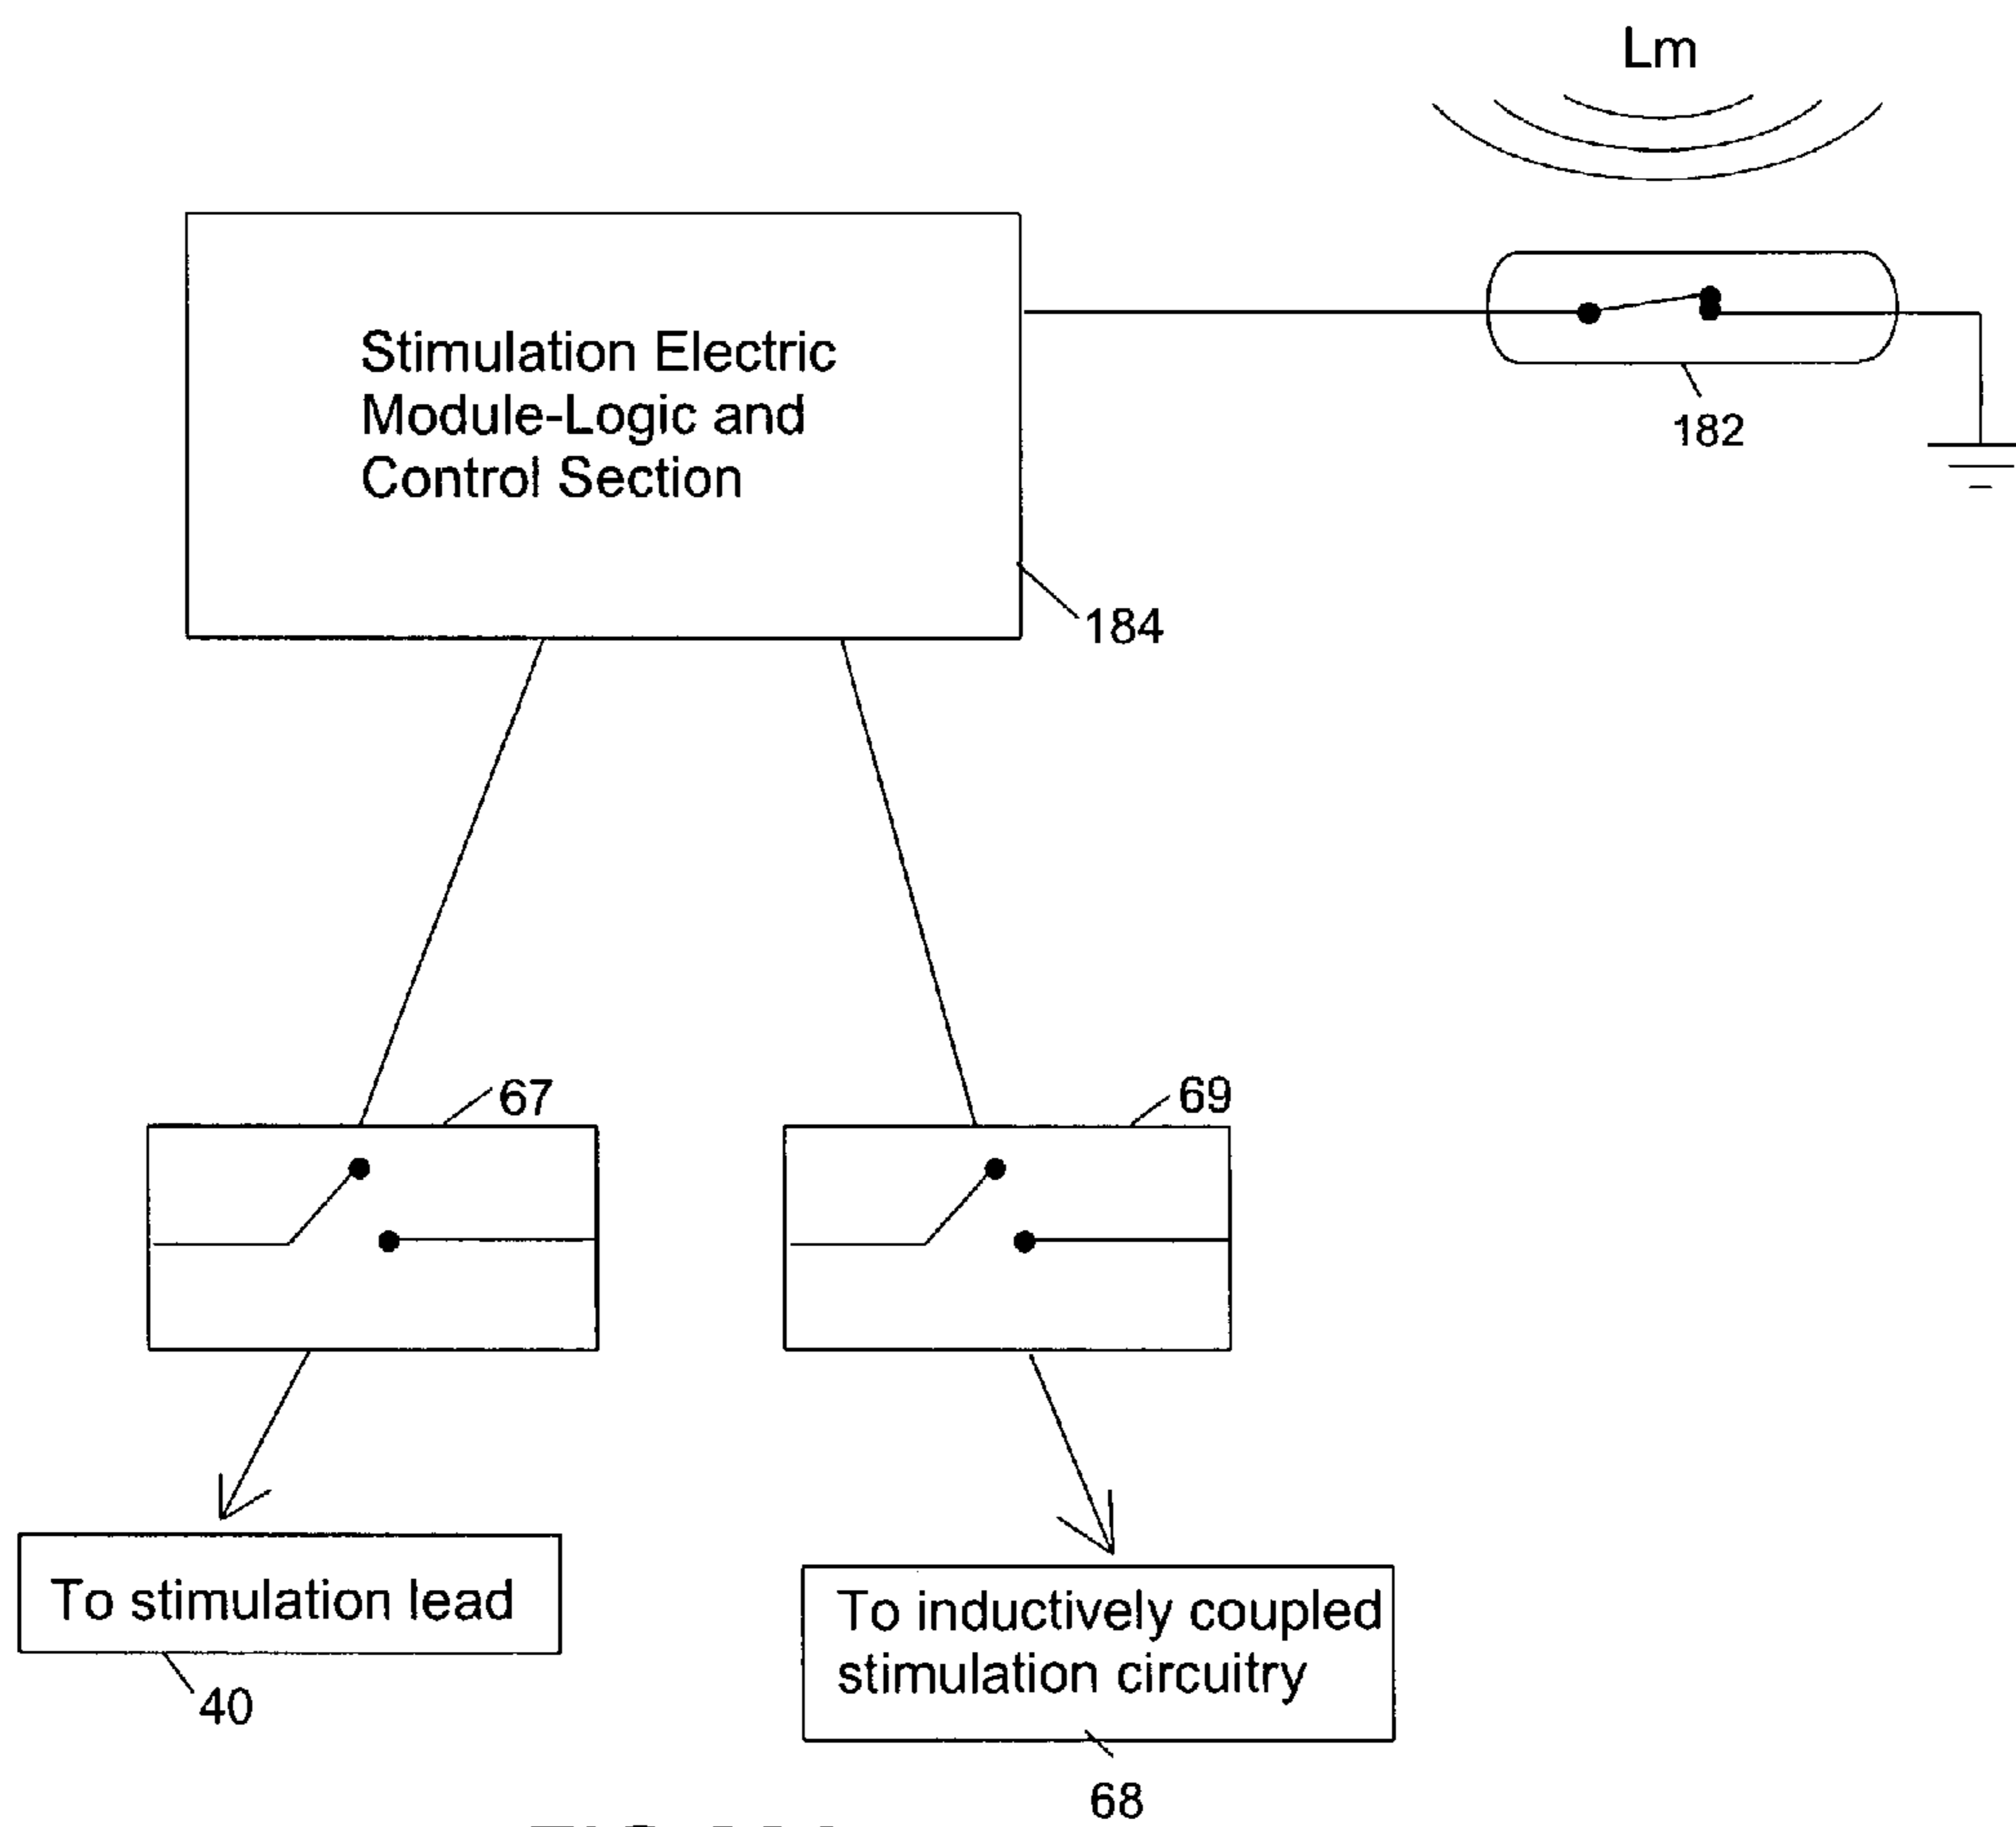 Lm
Stimulation Electric
Module-Logic and
Control Section
182
184
67
69
To stimulation lead
40
To inductively coupled
stimulation circuitry
68